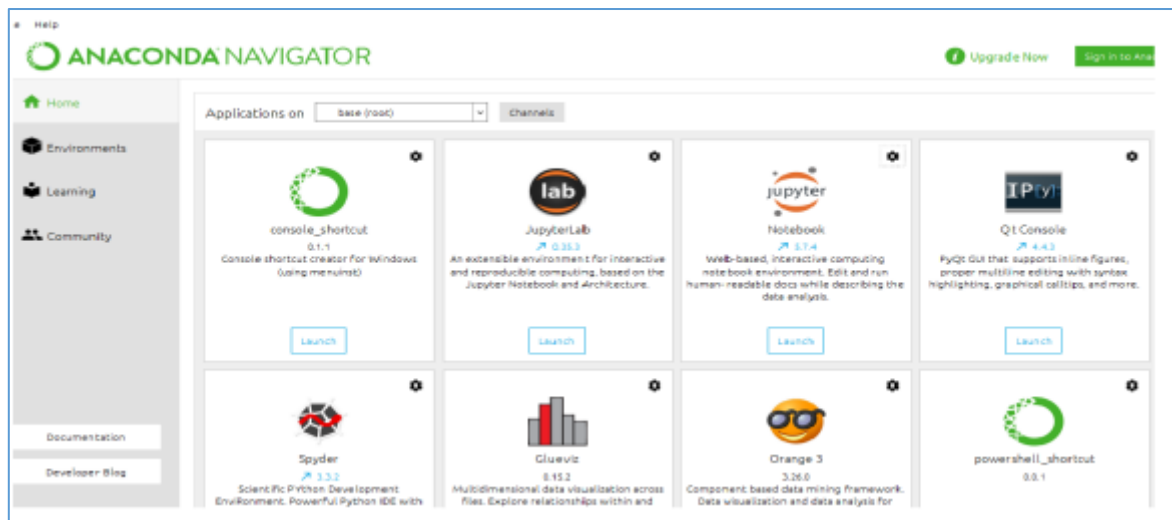 e Help
ANACONDA NAVIGATOR
Upgrade Now
Sign in to Ana
Home
Environments
Learning
Community
Documentation
Developer Blog
Applications on base (root) Channels
console_shortcut
0.1.1
Console shortcut creator for Windows
(using menuinst)
Launch
lab
JupyterLab
0.35.3
An extensible environment for interactive
and reproducible computing, based on the
Jupyter Notebook and Architecture.
Launch
jupyter
Notebook
5.7.4
Web-based, interactive computing
notebook environment. Edit and run
human-readable docs while describing the
data analysis.
Launch
IP[y]
Qt Console
4.4.3
PyQt GUI that supports inline figures,
proper multiline editing with syntax
highlighting, graphical calltips, and more.
Launch
Spyder
3.3.2
Scientific Python Development
EnviRonment. Powerful Python IDE with
Glueviz
0.15.2
Multidimensional data visualization across
files. Explore relationships within and
Orange 3
3.26.0
Component based data mining framework.
Data visualization and data analysis for
powershell_shortcut
0.0.1